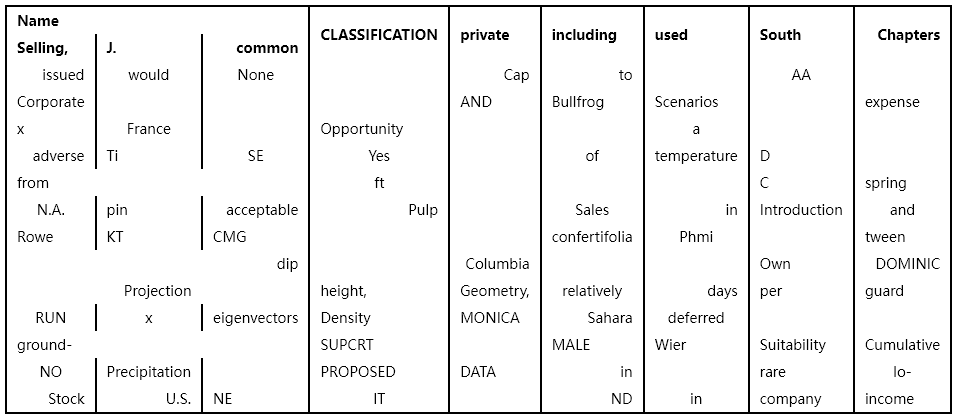 Name
CLASSIFICATION private including used South Chapters
Selling, J. common
issued would None Cap to AA
Corporate AND Bullfrog Scenarios expense
x France Opportunity a
adverse Ti SE Yes of temperature D
from ft C spring
N.A. pin acceptable Pulp Sales in Introduction and
Rowe KT CMG confertifolia Phmi tween
dip Columbia Own DOMINIC
Projection height, Geometry, relatively days per guard
RUN x eigenvectors Density MONICA Sahara deferred
ground- SUPCRT MALE Wier Suitability Cumulative
NO Precipitation PROPOSED DATA in rare lo-
Stock U.S. NE IT ND in company income